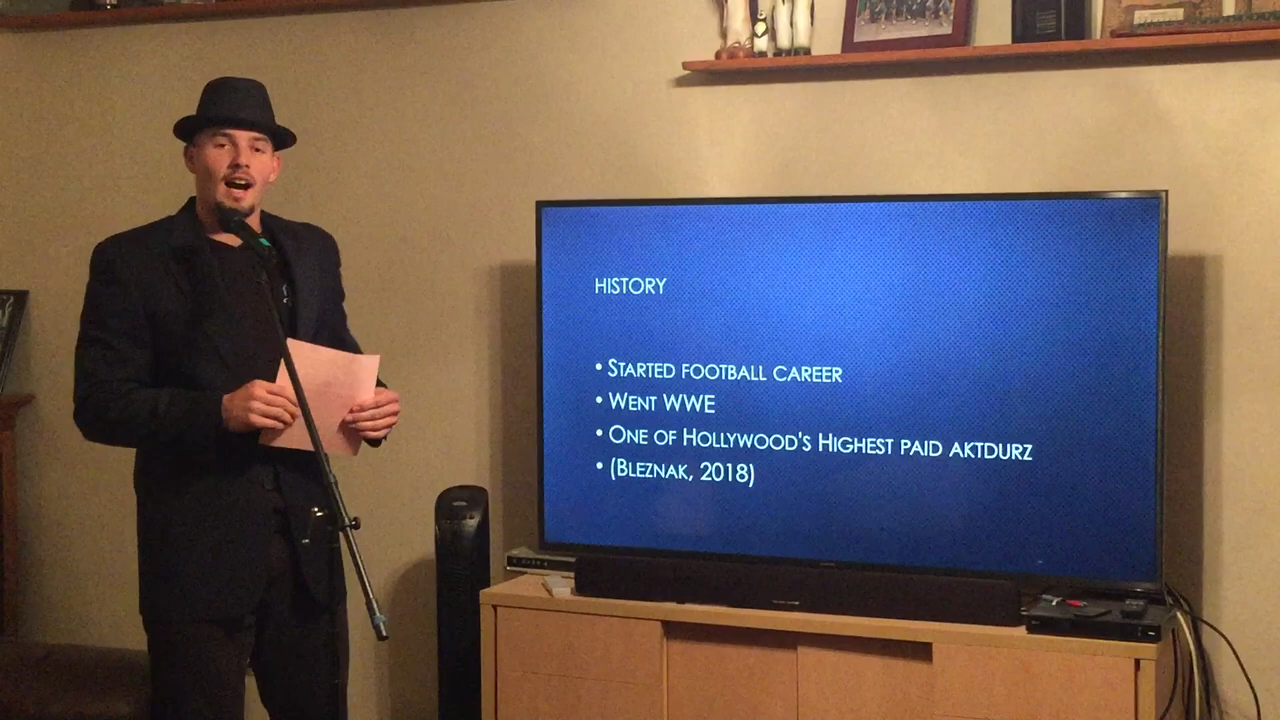 HISTORY
• STARTED FOOTBALL CAREER
• WENT WWE
• ONE OF HOLLYWOOD'S HIGHEST PAID AKTDURZ
• (BLEZNAK, 2018)